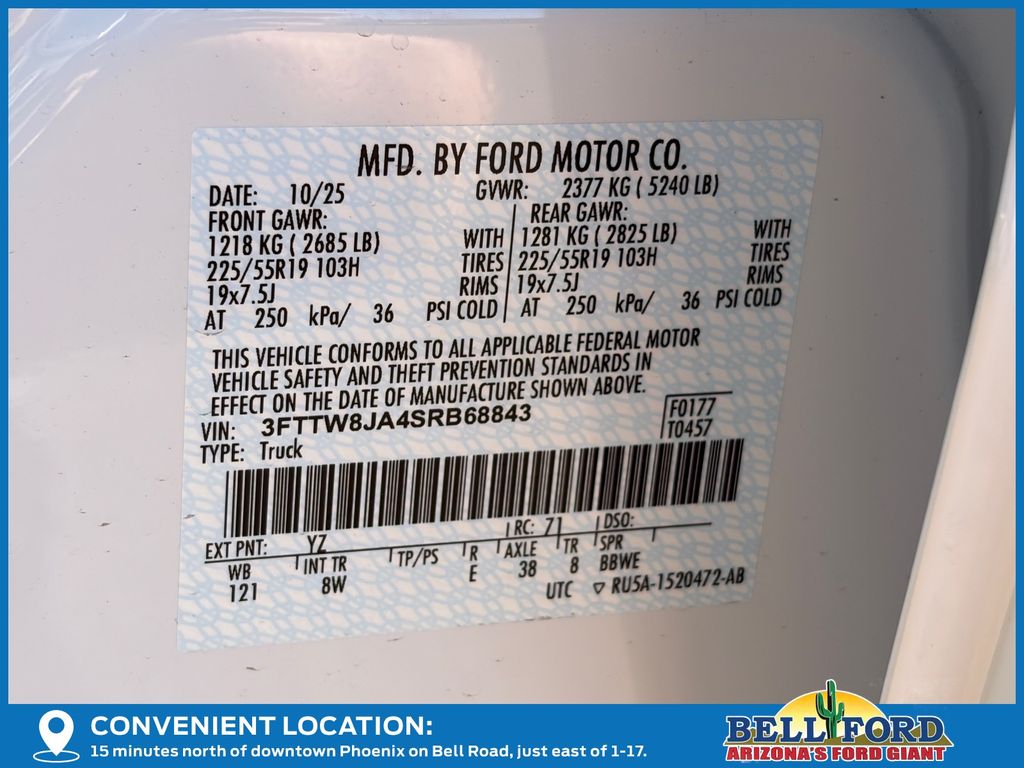 MFD. BY FORD MOTOR CO.
DATE: 10/25 GVWR: 2377 KG ( 5240 LB)
FRONT GAWR: REAR GAWR:
1218 KG ( 2685 LB) WITH 1281 KG ( 2825 LB) WITH
225/55R19 103H TIRES 225/55R19 103H TIRES
19x7.5J RIMS 19x7.5J RIMS
AT 250 kPa/ 36 PSI COLD AT 250 kPa/ 36 PSI COLD
THIS VEHICLE CONFORMS TO ALL APPLICABLE FEDERAL MOTOR
VEHICLE SAFETY AND THEFT PREVENTION STANDARDS IN
EFFECT ON THE DATE OF MANUFACTURE SHOWN ABOVE.
VIN: 3FTTW8JA4SRB68843 F0177
TYPE: Truck T0457
EXT PNT: YZ RC: 71 DSO:
WB INT TR TP/PS R AXLE TR SPR
121 8W E 38 8 BBWE
UTC ▽ RU5A-1520472-AB
CONVENIENT LOCATION:
15 minutes north of downtown Phoenix on Bell Road, just east of 1-17.
BELL FORD
ARIZONA'S FORD GIANT